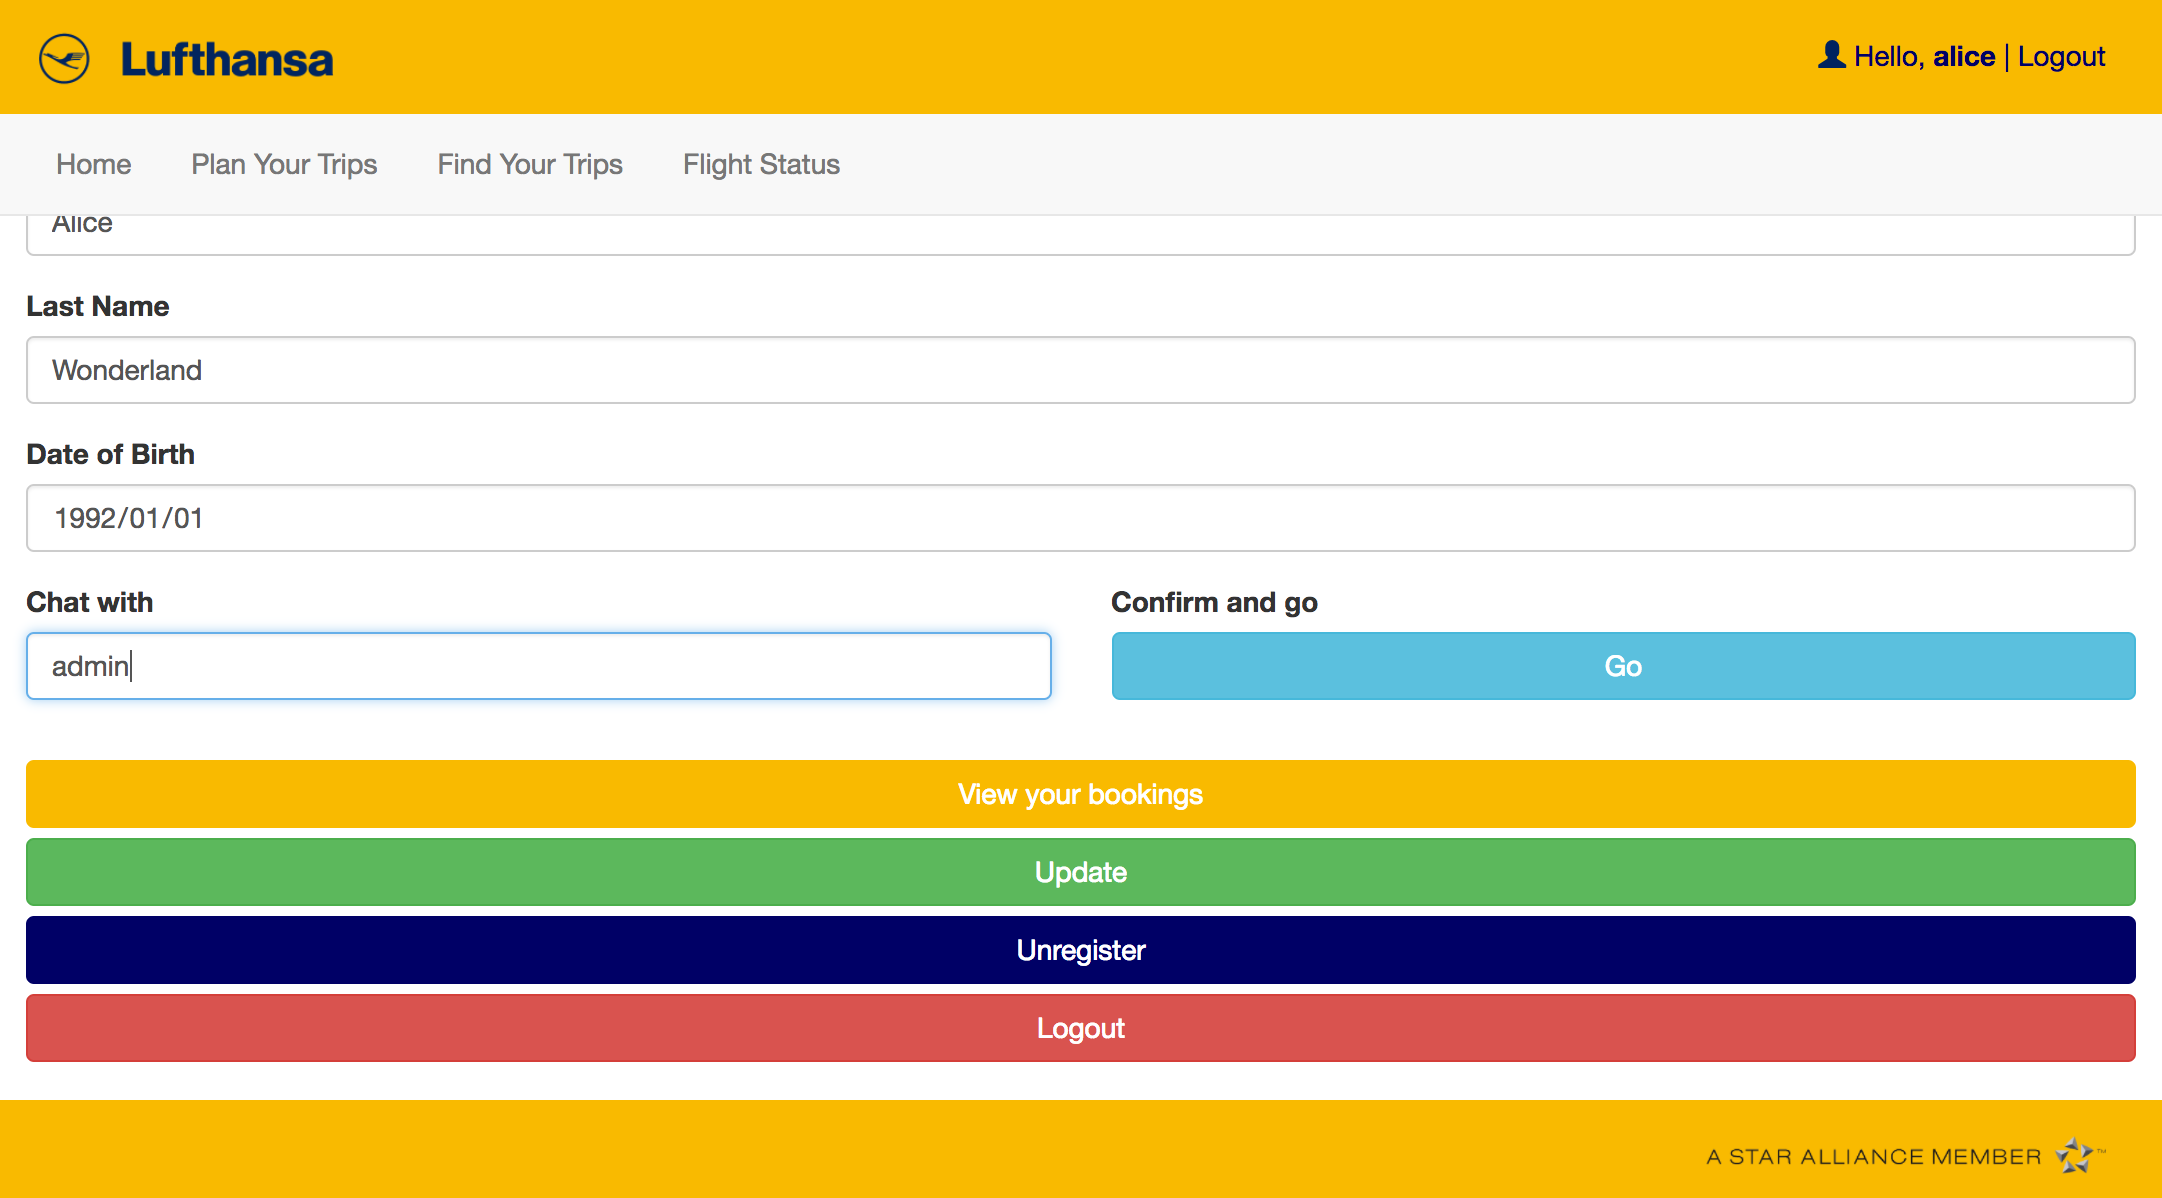 Lufthansa
Hello, alice | Logout
Home Plan Your Trips Find Your Trips Flight Status
Alice
Last Name
Wonderland
Date of Birth
1992/01/01
Chat with Confirm and go
admin Go
View your bookings
Update
Unregister
Logout
A STAR ALLIANCE MEMBER ™